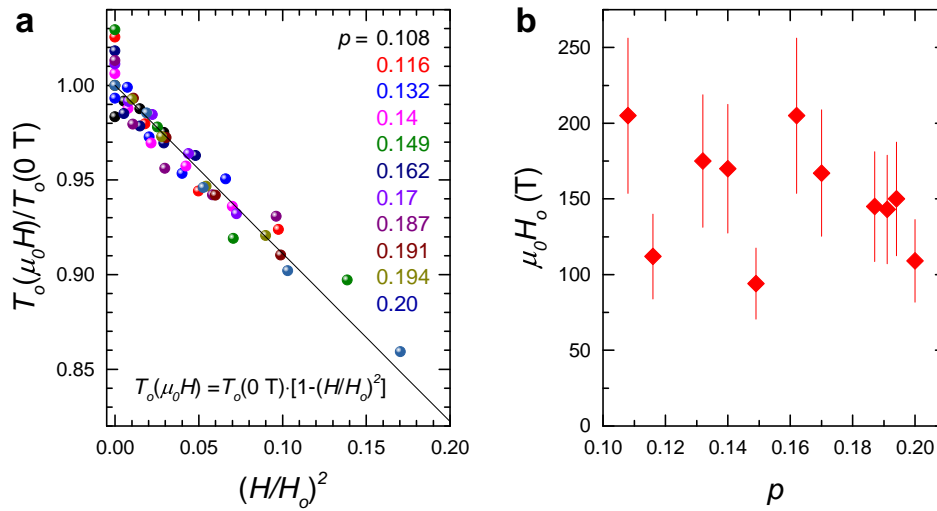 a
p = 0.108
0.116
0.132
0.14
0.149
0.162
0.17
0.187
0.191
0.194
0.20
Tₒ(μ₀H)/Tₒ(0 T)
1.00
0.95
0.90
0.85
Tₒ(μ₀H) = Tₒ(0 T)·[1-(H/Hₒ)²]
0.00 0.05 0.10 0.15 0.20
(H/Hₒ)²
b
μ₀Hₒ (T)
250
200
150
100
50
0
0.10 0.12 0.14 0.16 0.18 0.20
p